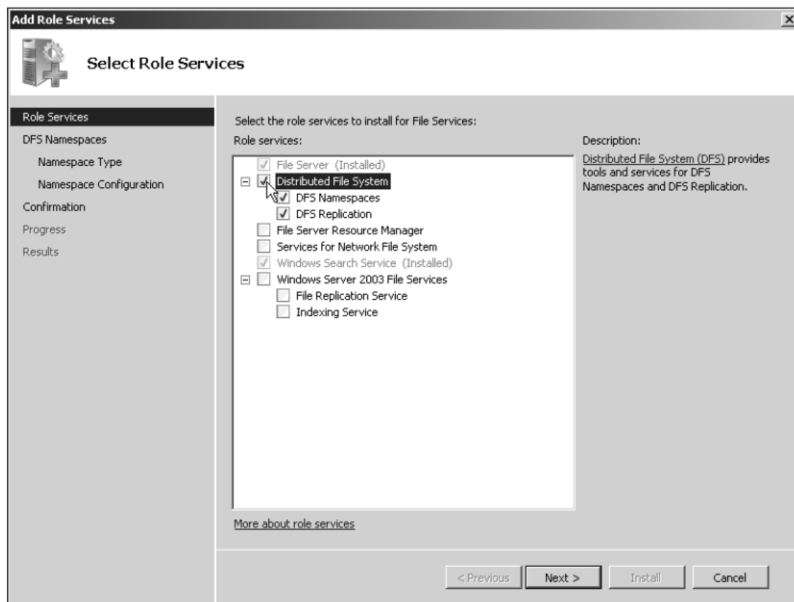 Add Role Services
Select Role Services
Role Services
DFS Namespaces
Namespace Type
Namespace Configuration
Confirmation
Progress
Results
Select the role services to install for File Services:
Role services:
File Server (Installed)
Distributed File System
DFS Namespaces
DFS Replication
File Server Resource Manager
Services for Network File System
Windows Search Service (Installed)
Windows Server 2003 File Services
File Replication Service
Indexing Service
More about role services
Description:
Distributed File System (DFS) provides
tools and services for DFS
Namespaces and DFS Replication.
< Previous
Next >
Install
Cancel